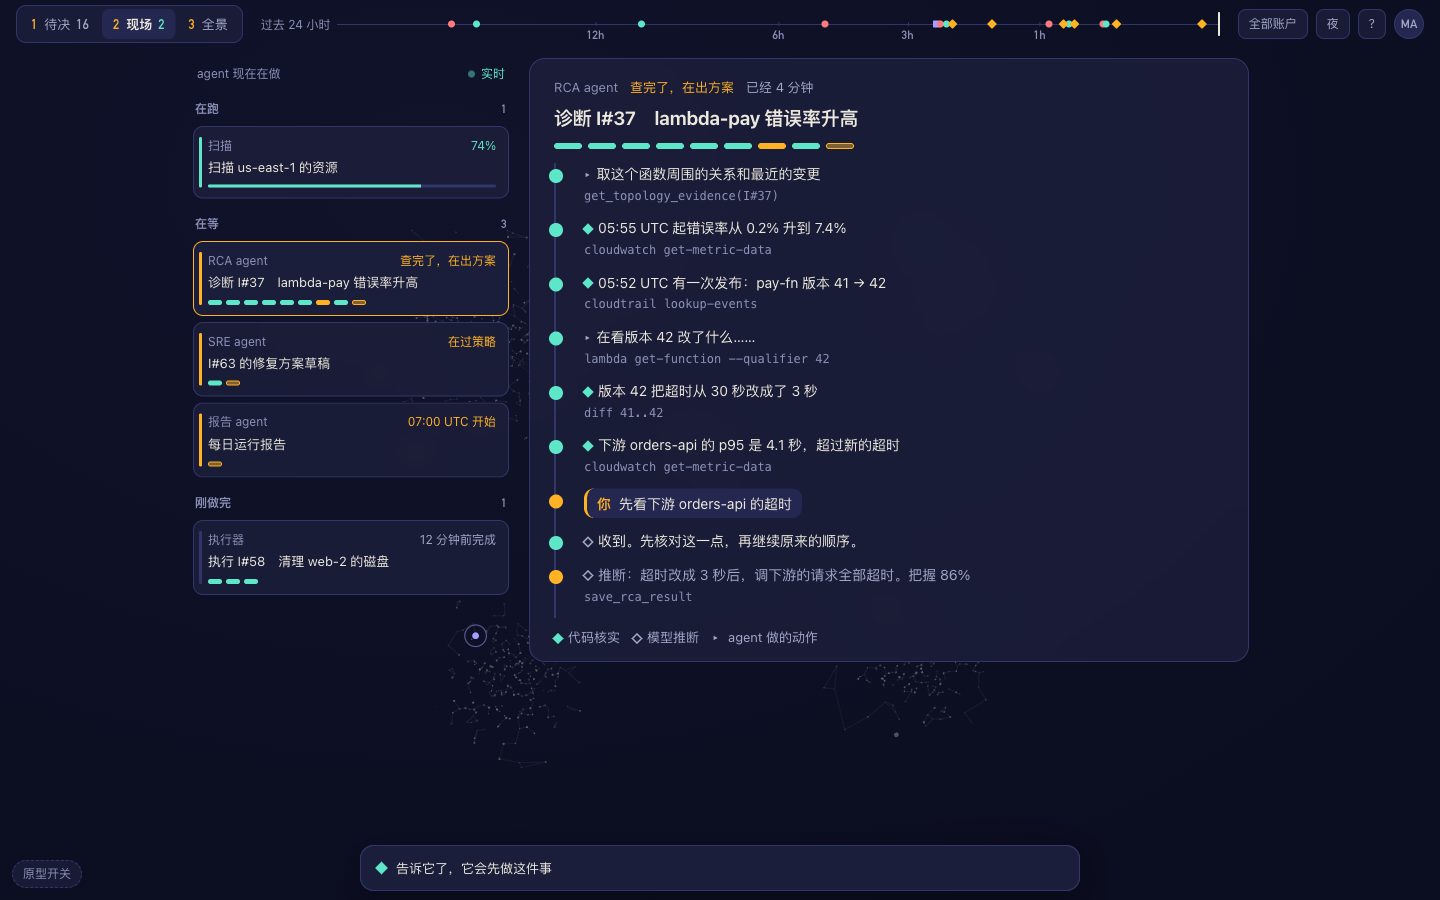 1 待决 16 2 现场 2 3 全景
过去 24 小时
12h 6h 3h 1h
全部账户 夜 ? MA
agent 现在在做 实时
在跑 1
扫描 74%
扫描 us-east-1 的资源
在等 3
RCA agent 查完了，在出方案
诊断 I#37 lambda-pay 错误率升高
SRE agent 在过策略
I#63 的修复方案草稿
报告 agent 07:00 UTC 开始
每日运行报告
刚做完 1
执行器 12 分钟前完成
执行 I#58 清理 web-2 的磁盘
RCA agent 查完了，在出方案 已经 4 分钟
诊断 I#37 lambda-pay 错误率升高
取这个函数周围的关系和最近的变更
get_topology_evidence(I#37)
05:55 UTC 起错误率从 0.2% 升到 7.4%
cloudwatch get-metric-data
05:52 UTC 有一次发布：pay-fn 版本 41 → 42
cloudtrail lookup-events
在看版本 42 改了什么……
lambda get-function --qualifier 42
版本 42 把超时从 30 秒改成了 3 秒
diff 41..42
下游 orders-api 的 p95 是 4.1 秒，超过新的超时
cloudwatch get-metric-data
你 先看下游 orders-api 的超时
收到。先核对这一点，再继续原来的顺序。
推断：超时改成 3 秒后，调下游的请求全部超时。把握 86%
save_rca_result
代码核实 模型推断 agent 做的动作
原型开关
告诉它了，它会先做这件事